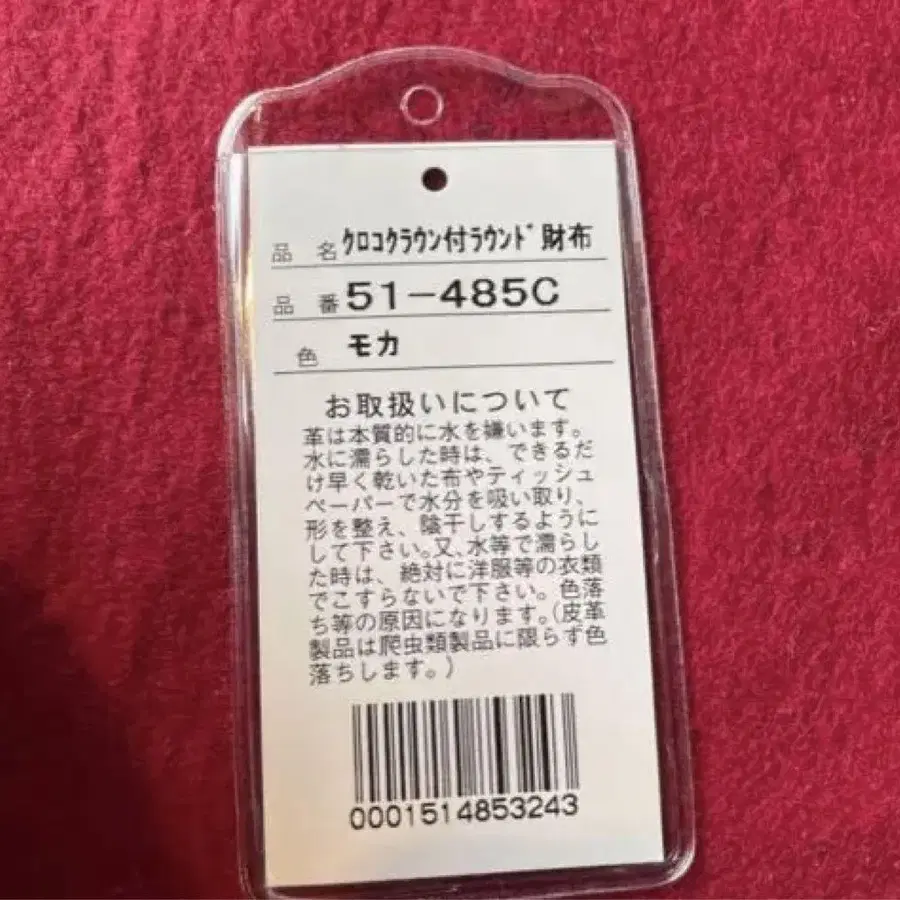 品 名 ｸﾛｺｸﾗｳﾝ付ﾗｳﾝﾄﾞ財布
品 番 51-485C
色 モカ
お取扱いについて
革は本質的に水を嫌います。
水に濡らした時は、できるだ
け早く乾いた布やティッシュ
ペーパーで水分を吸い取り、
形を整え、陰干しするように
して下さい。又、水等で濡らし
た時は、絶対に洋服等の衣類
でこすらないで下さい。色落
ち等の原因になります。(皮革
製品は爬虫類製品に限らず色
落ちします。)
0001514853243